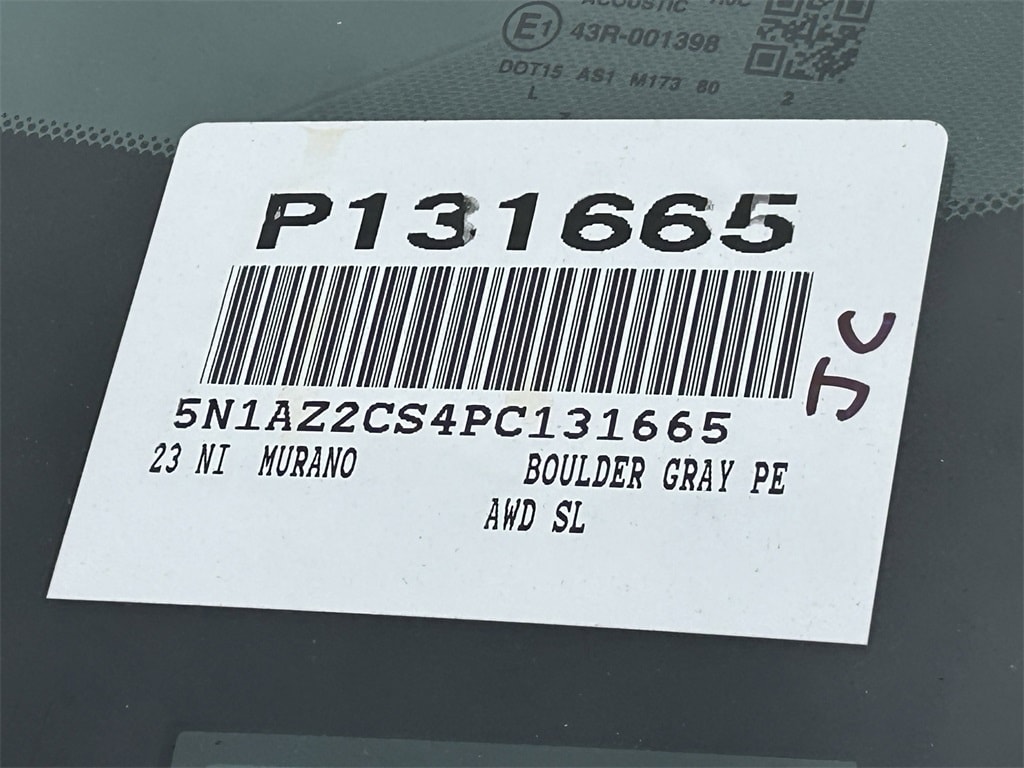 ACOUSTIC
E1 43R-001398
DOT15 AS1 M173 80
L 2
P131665
JC
5N1AZ2CS4PC131665
23 NI MURANO BOULDER GRAY PE
AWD SL